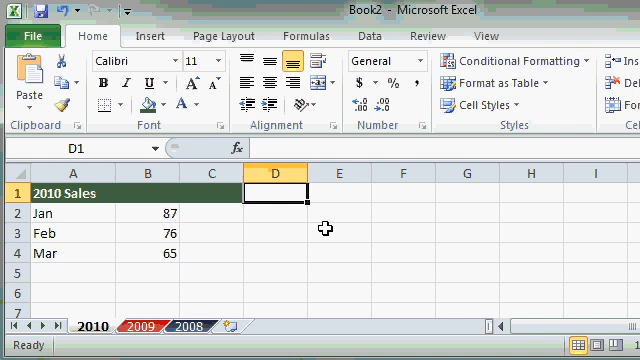 Book2 - Microsoft Excel
File Home Insert Page Layout Formulas Data Review View
Calibri 11 General Conditional Formatting Ins
Paste B I U A A $ % , Format as Table
Cell Styles For
Clipboard Font Alignment Number Styles
D1 fx
A B C D E F G H I
1 2010 Sales
2 Jan 87
3 Feb 76
4 Mar 65
5
6
7
2010 2009 2008
Ready